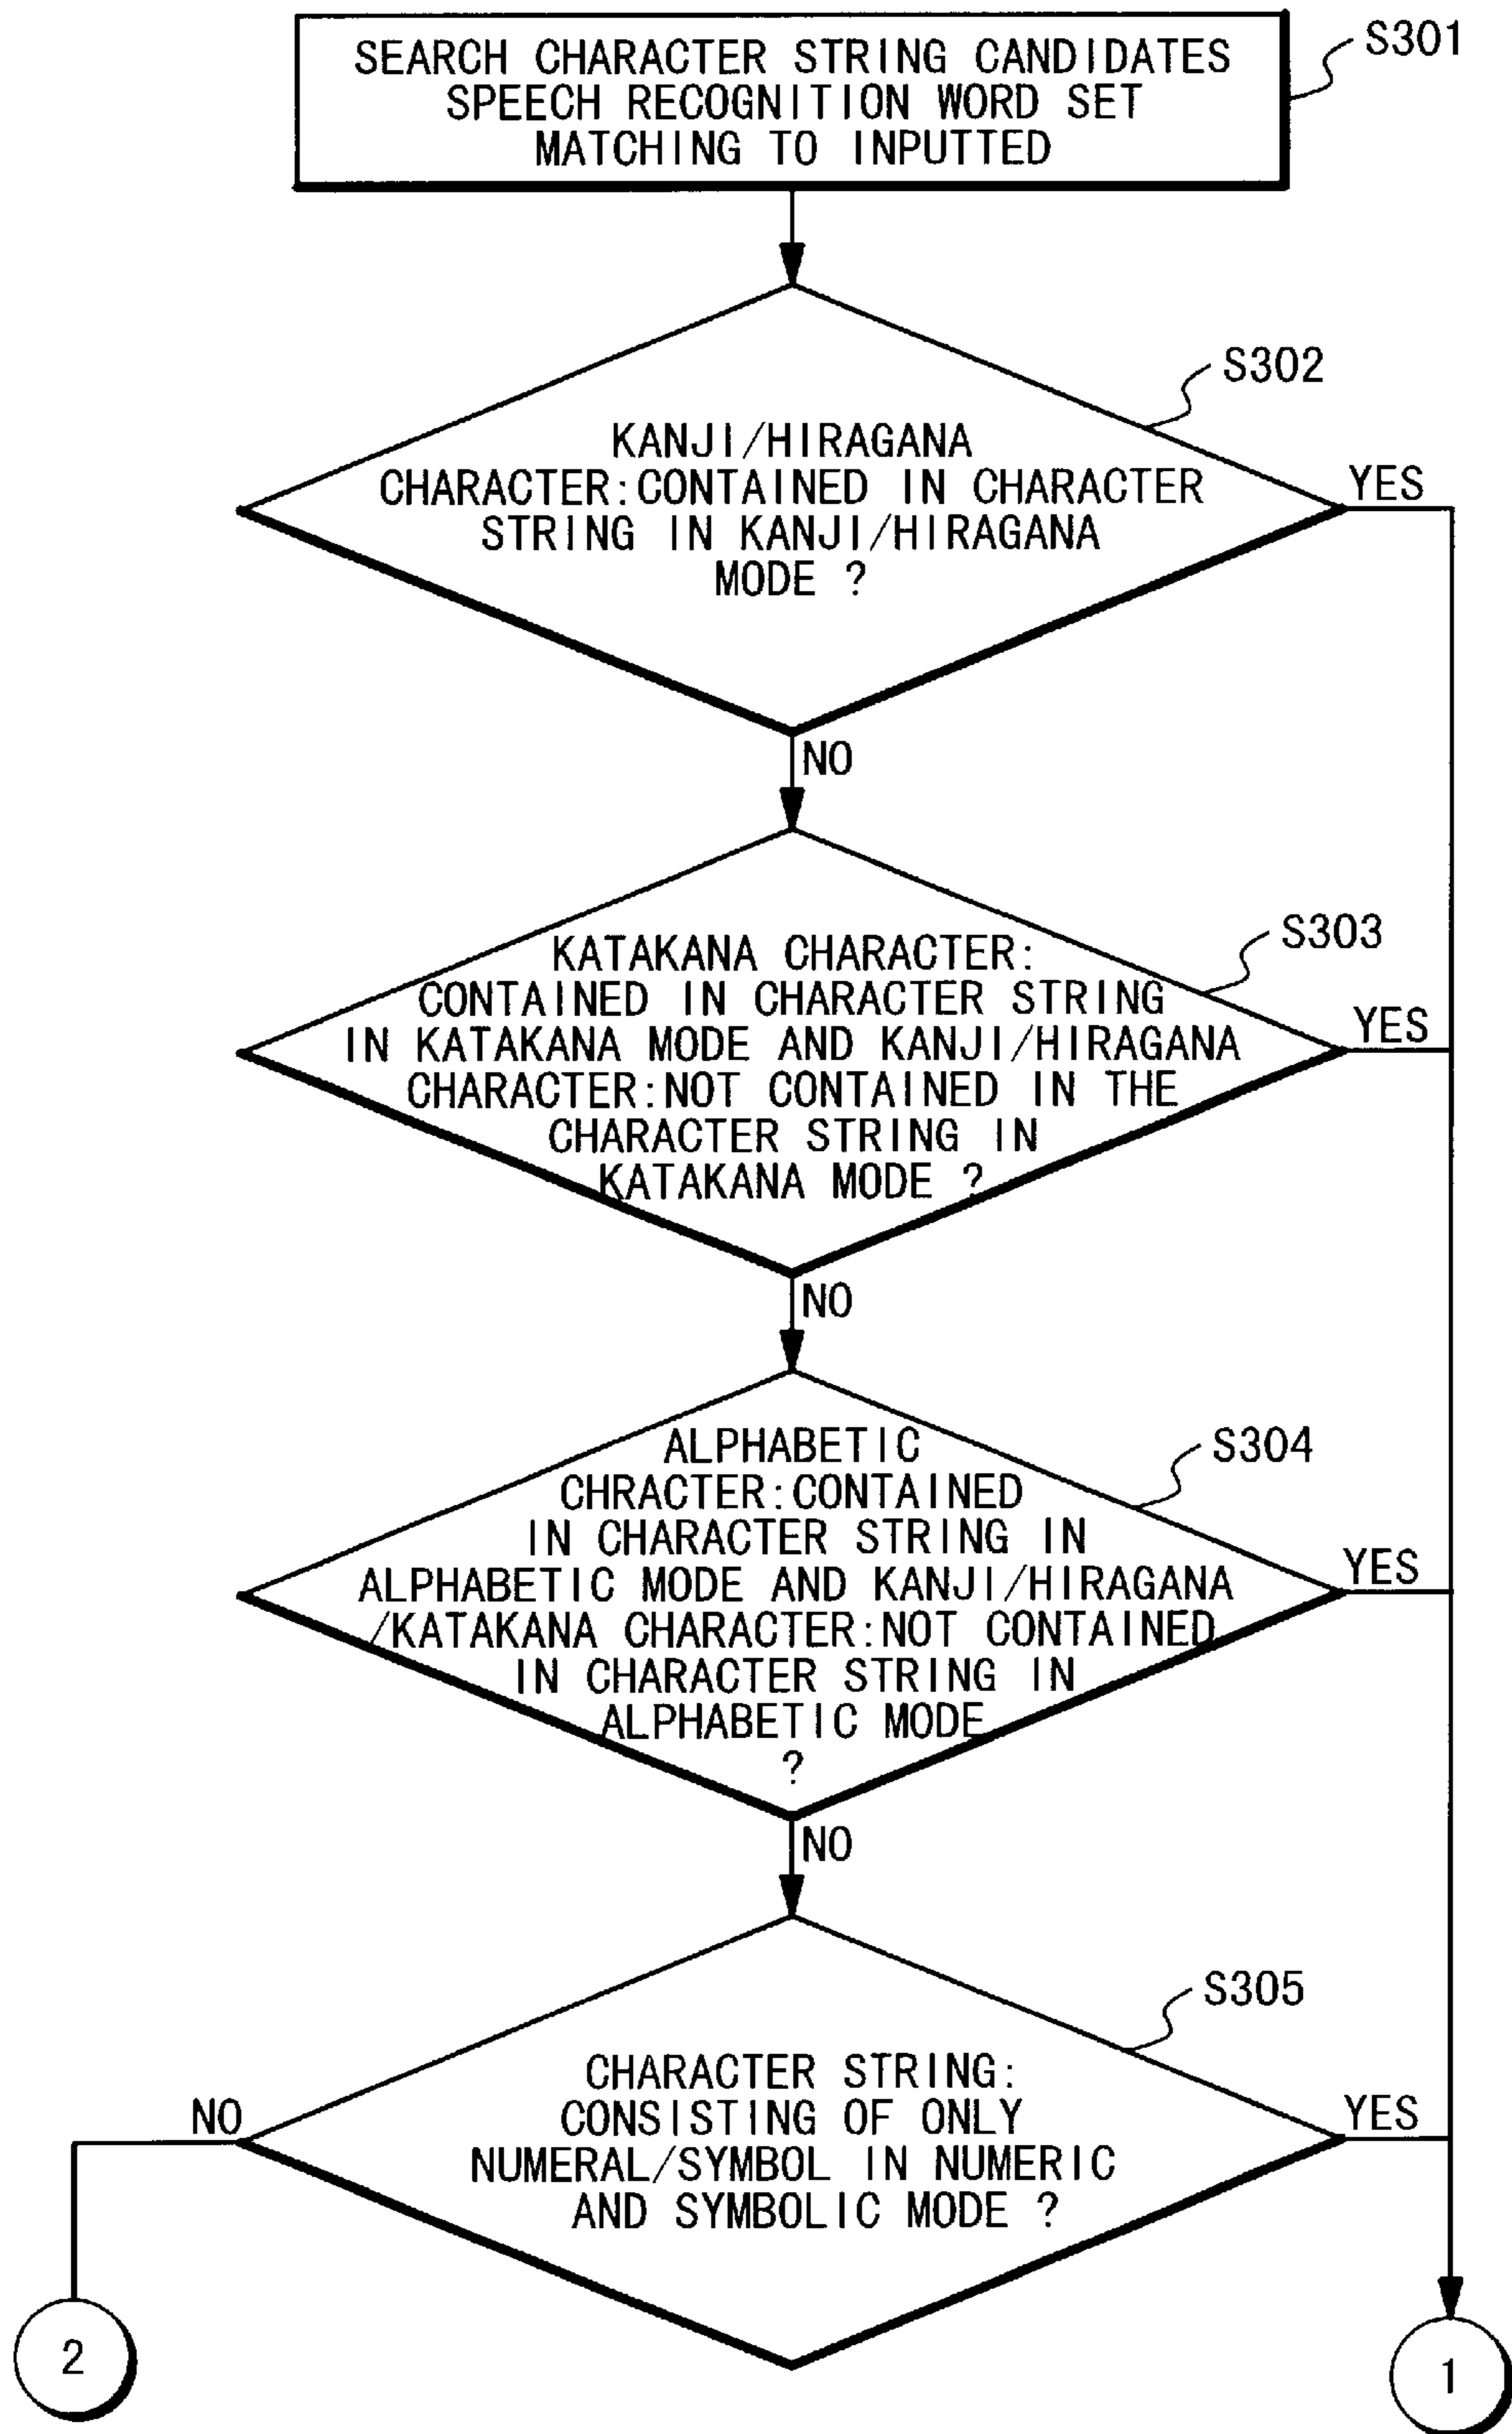 SEARCH CHARACTER STRING CANDIDATES
SPEECH RECOGNITION WORD SET
MATCHING TO INPUTTED
S301
S302
KANJI/HIRAGANA
CHARACTER:CONTAINED IN CHARACTER
STRING IN KANJI/HIRAGANA
MODE ?
YES
NO
S303
KATAKANA CHARACTER:
CONTAINED IN CHARACTER STRING
IN KATAKANA MODE AND KANJI/HIRAGANA
CHARACTER:NOT CONTAINED IN THE
CHARACTER STRING IN
KATAKANA MODE ?
YES
NO
S304
ALPHABETIC
CHRACTER:CONTAINED
IN CHARACTER STRING IN
ALPHABETIC MODE AND KANJI/HIRAGANA
/KATAKANA CHARACTER:NOT CONTAINED
IN CHARACTER STRING IN
ALPHABETIC MODE
?
YES
NO
S305
CHARACTER STRING:
CONSISTING OF ONLY
NUMERAL/SYMBOL IN NUMERIC
AND SYMBOLIC MODE ?
NO
YES
2
1